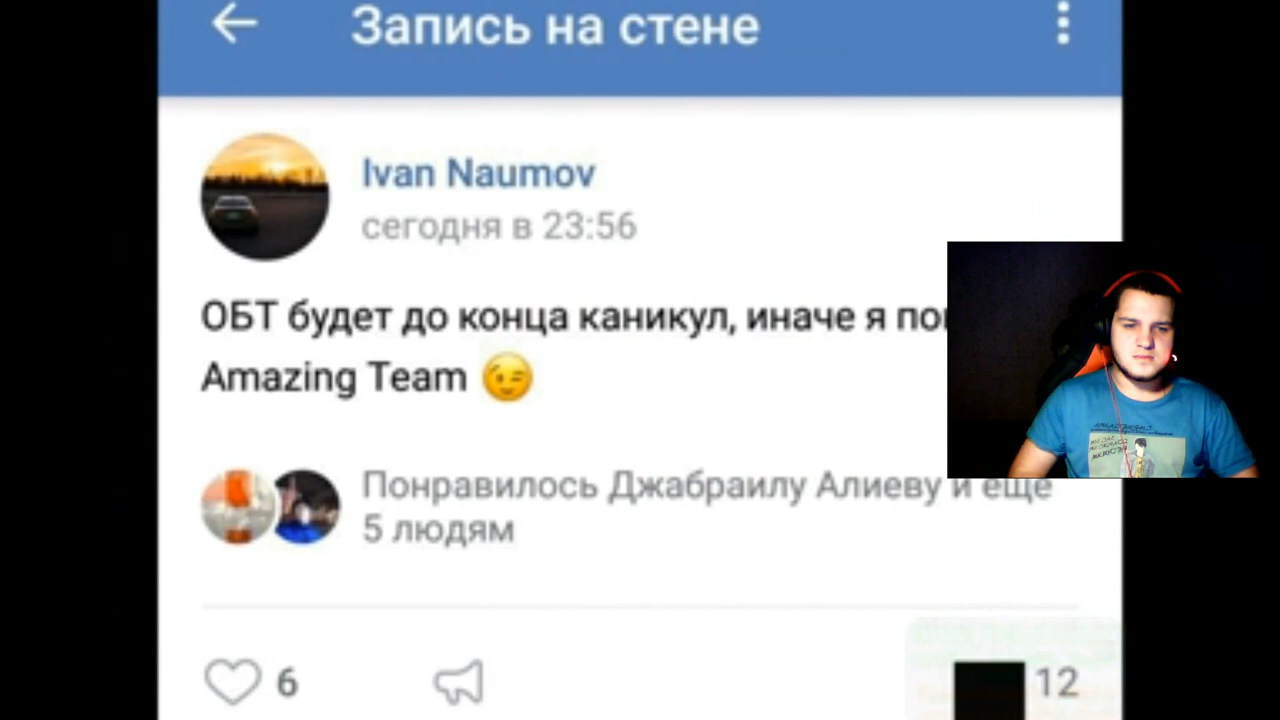 Запись на стене
Ivan Naumov
сегодня в 23:56
ОБТ будет до конца каникул, иначе я
Amazing Team 😉
Понравилось Джабраилу Алиеву и еще
5 людям
6
12